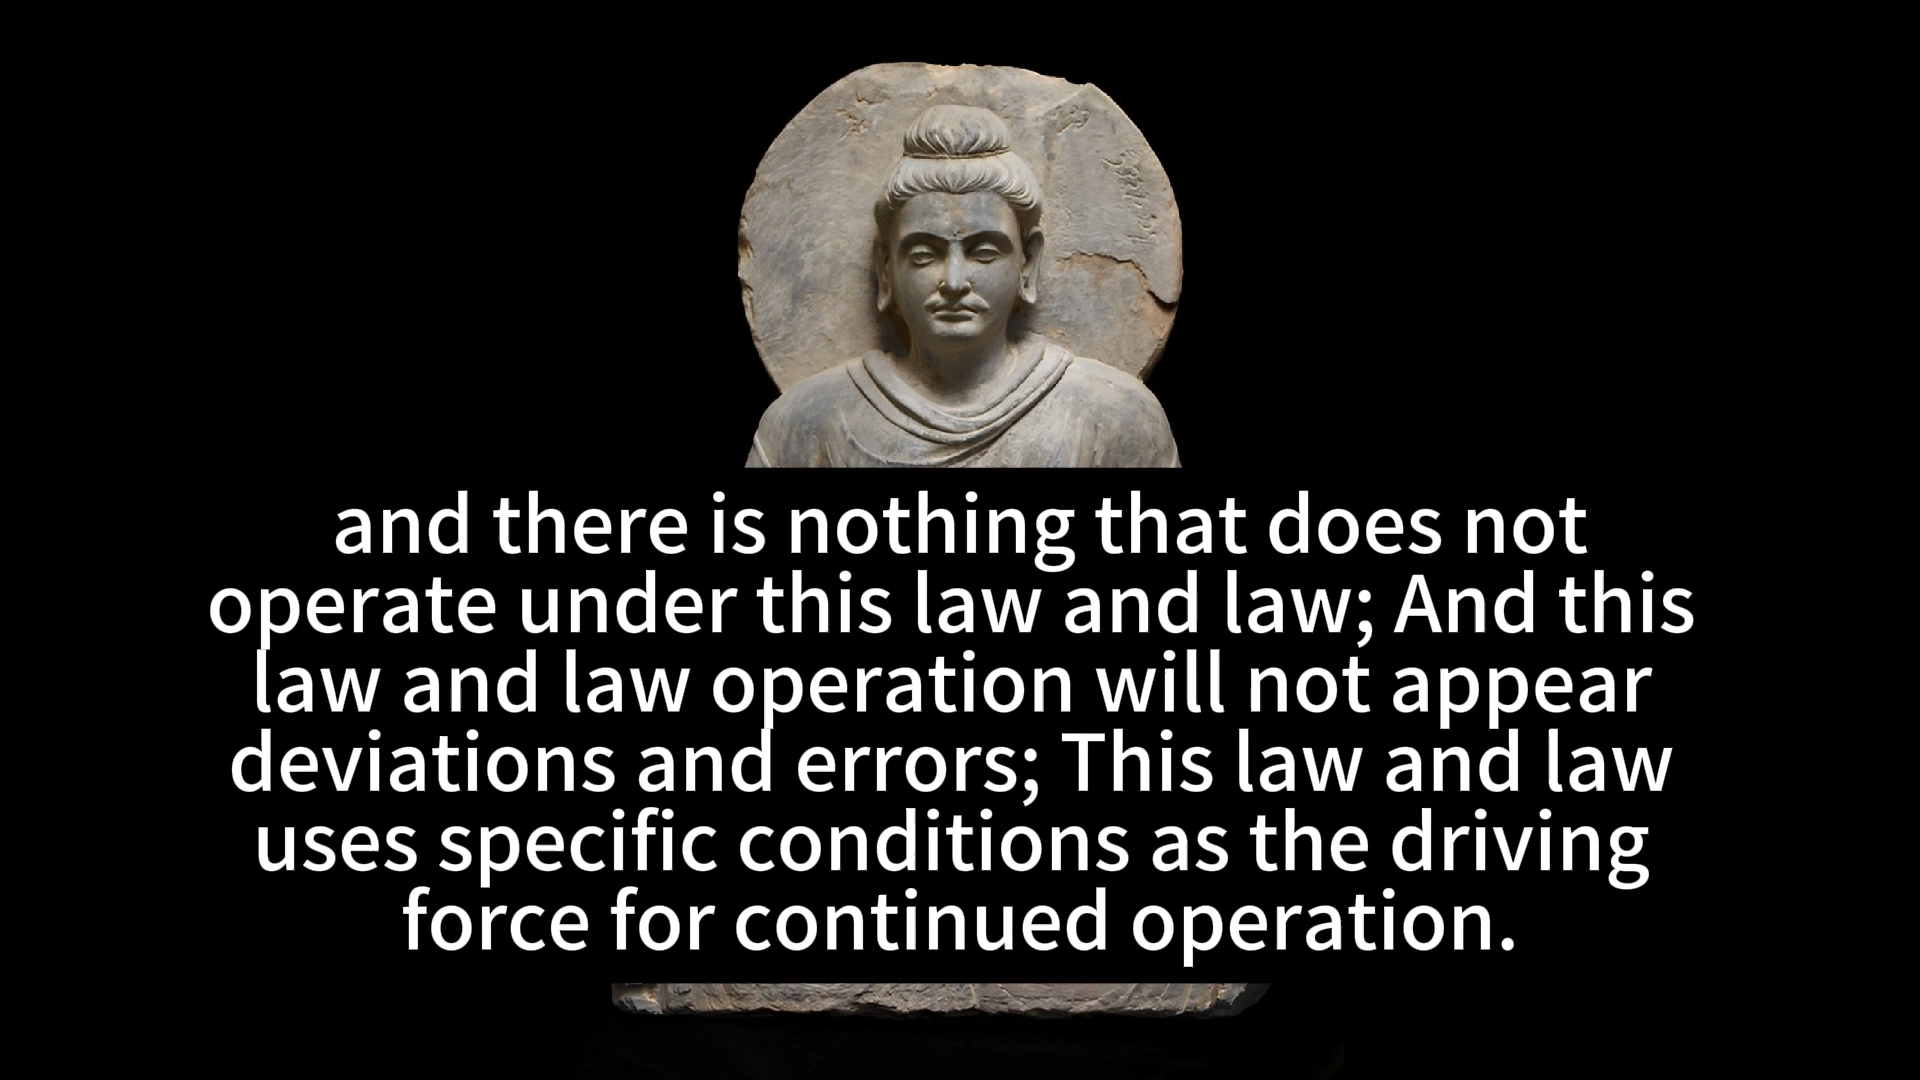 and there is nothing that does not
operate under this law and law; And this
law and law operation will not appear
deviations and errors; This law and law
uses specific conditions as the driving
force for continued operation.